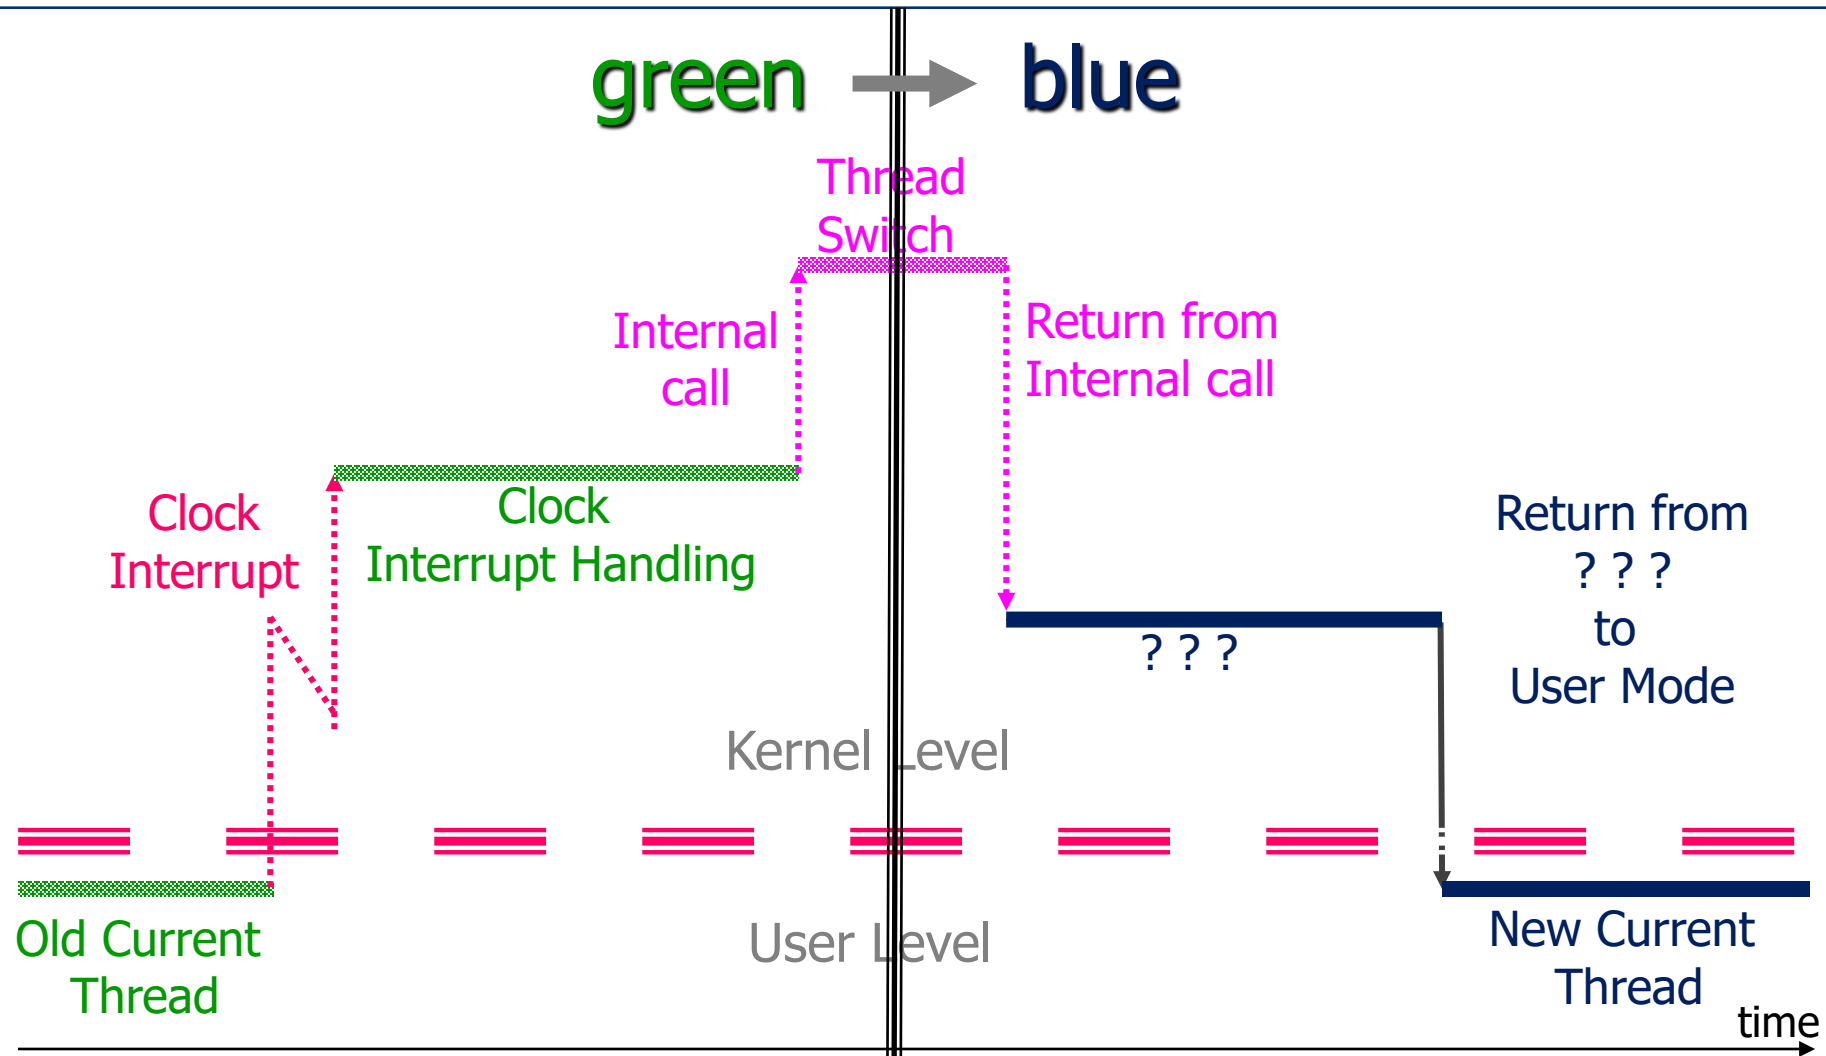 green blue
Thread
Switch
Internal
call
Return from
Internal call
Clock
Interrupt
Clock
Interrupt Handling
Return from
? ? ?
to
User Mode
? ? ?
Kernel Level
Old Current
Thread
User Level
New Current
Thread
time